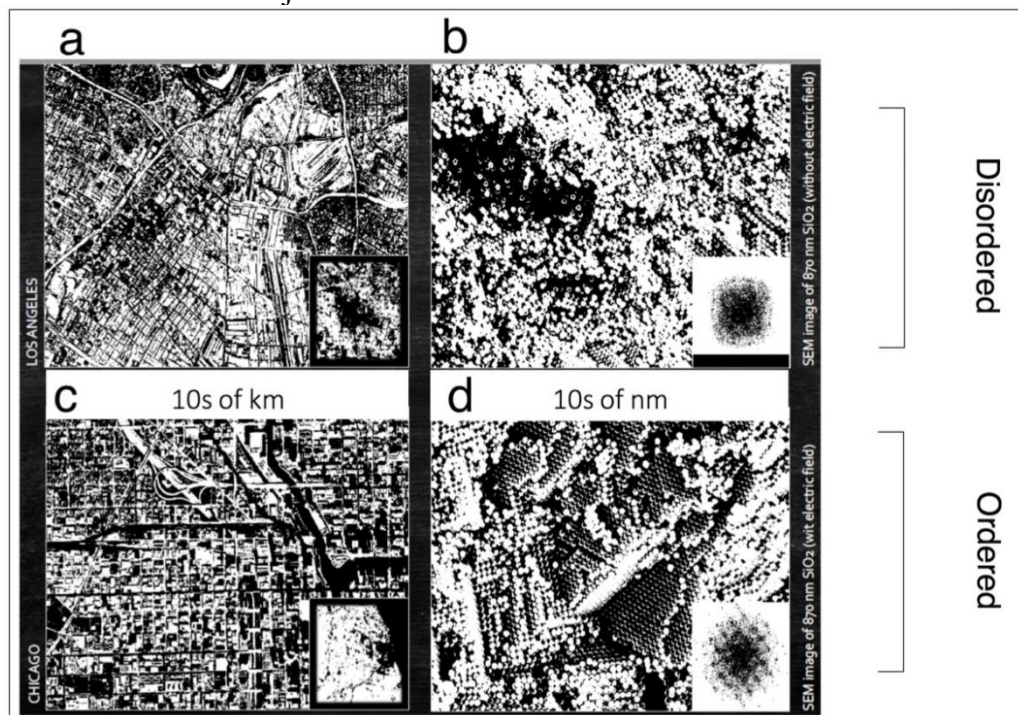 a
b
LOS ANGELES
SEM image of 870 nm SiO2 (without electric field)
Disordered
c
10s of km
d
10s of nm
CHICAGO
SEM image of 870 nm SiO2 (wit electric field)
Ordered